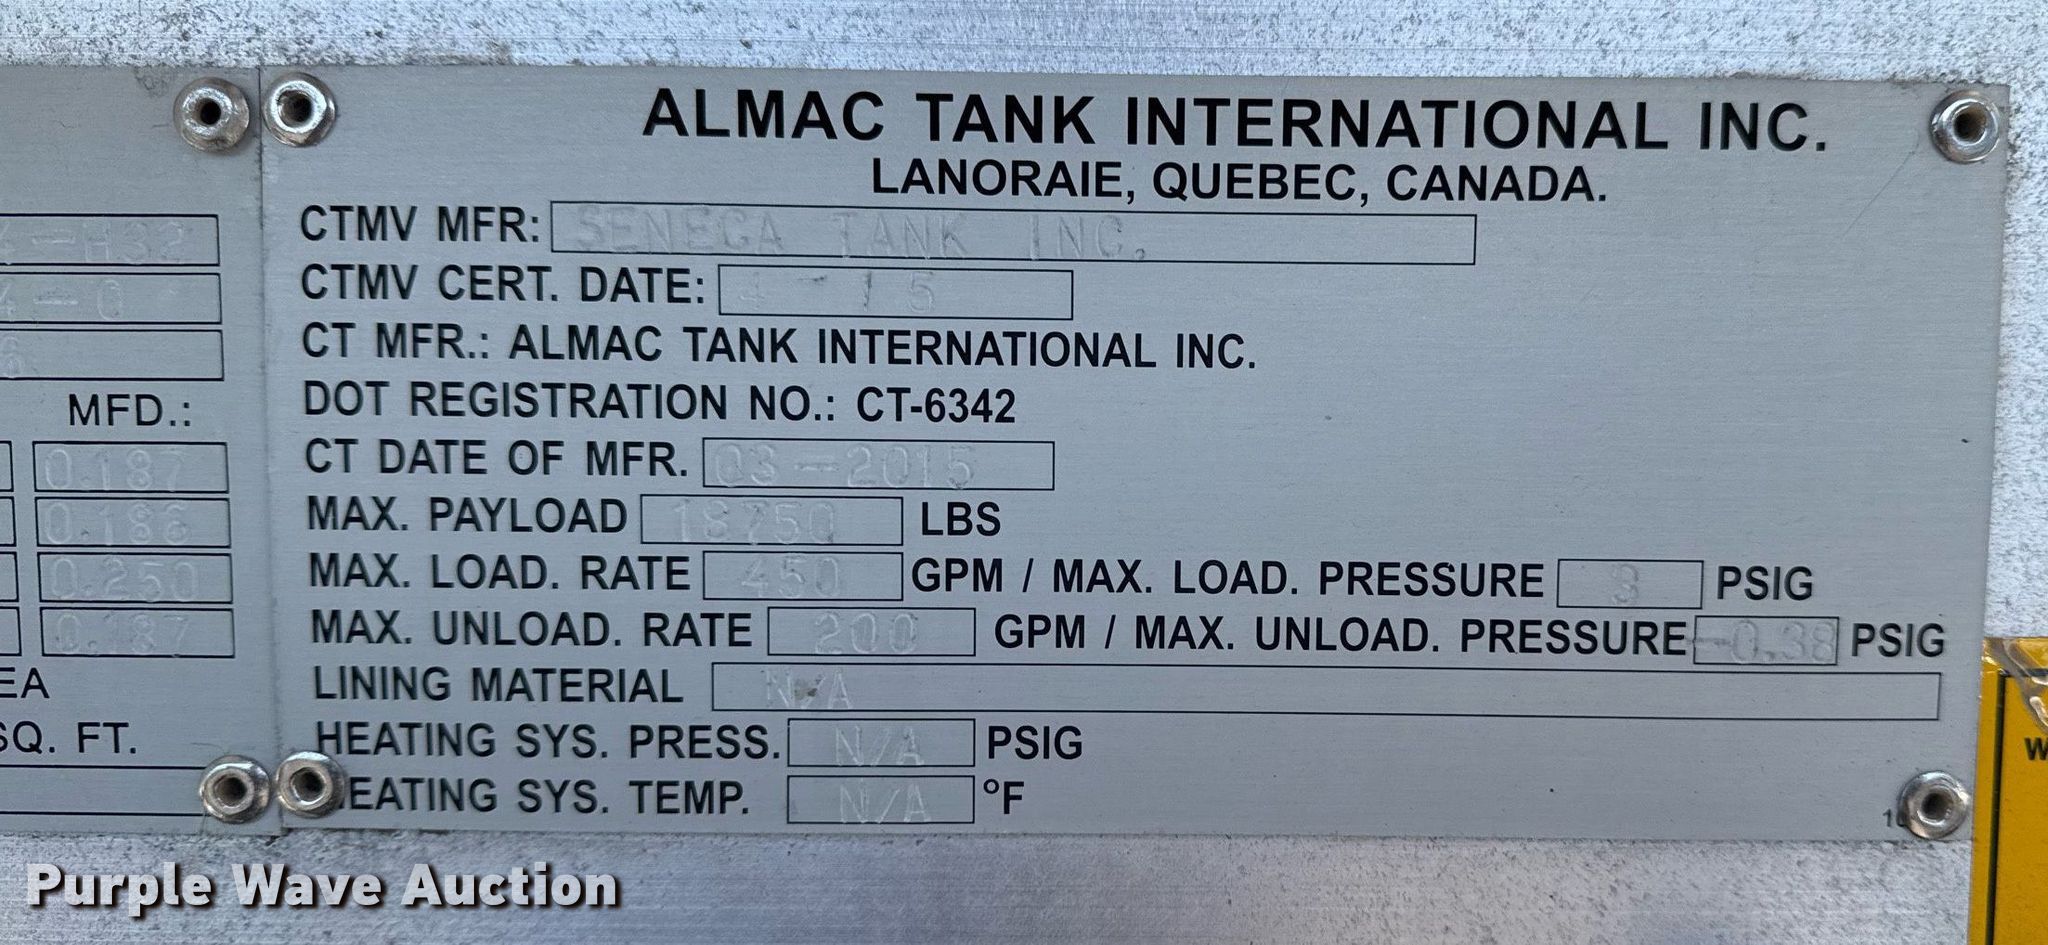 ALMAC TANK INTERNATIONAL INC.
LANORAIE, QUEBEC, CANADA.
CTMV MFR: SENECA TANK INC.
CTMV CERT. DATE: 4-15
CT MFR.: ALMAC TANK INTERNATIONAL INC.
DOT REGISTRATION NO.: CT-6342
CT DATE OF MFR. 03-2015
MAX. PAYLOAD LBS
MAX. LOAD. RATE 450 GPM / MAX. LOAD. PRESSURE 3 PSIG
MAX. UNLOAD. RATE 200 GPM / MAX. UNLOAD. PRESSURE -0.38 PSIG
LINING MATERIAL N/A
HEATING SYS. PRESS. N/A PSIG
HEATING SYS. TEMP. N/A °F
-H32
4-0
MFD.:
0.187
0.186
0.250
0.187
EA
SQ. FT.
W
Purple Wave Auction